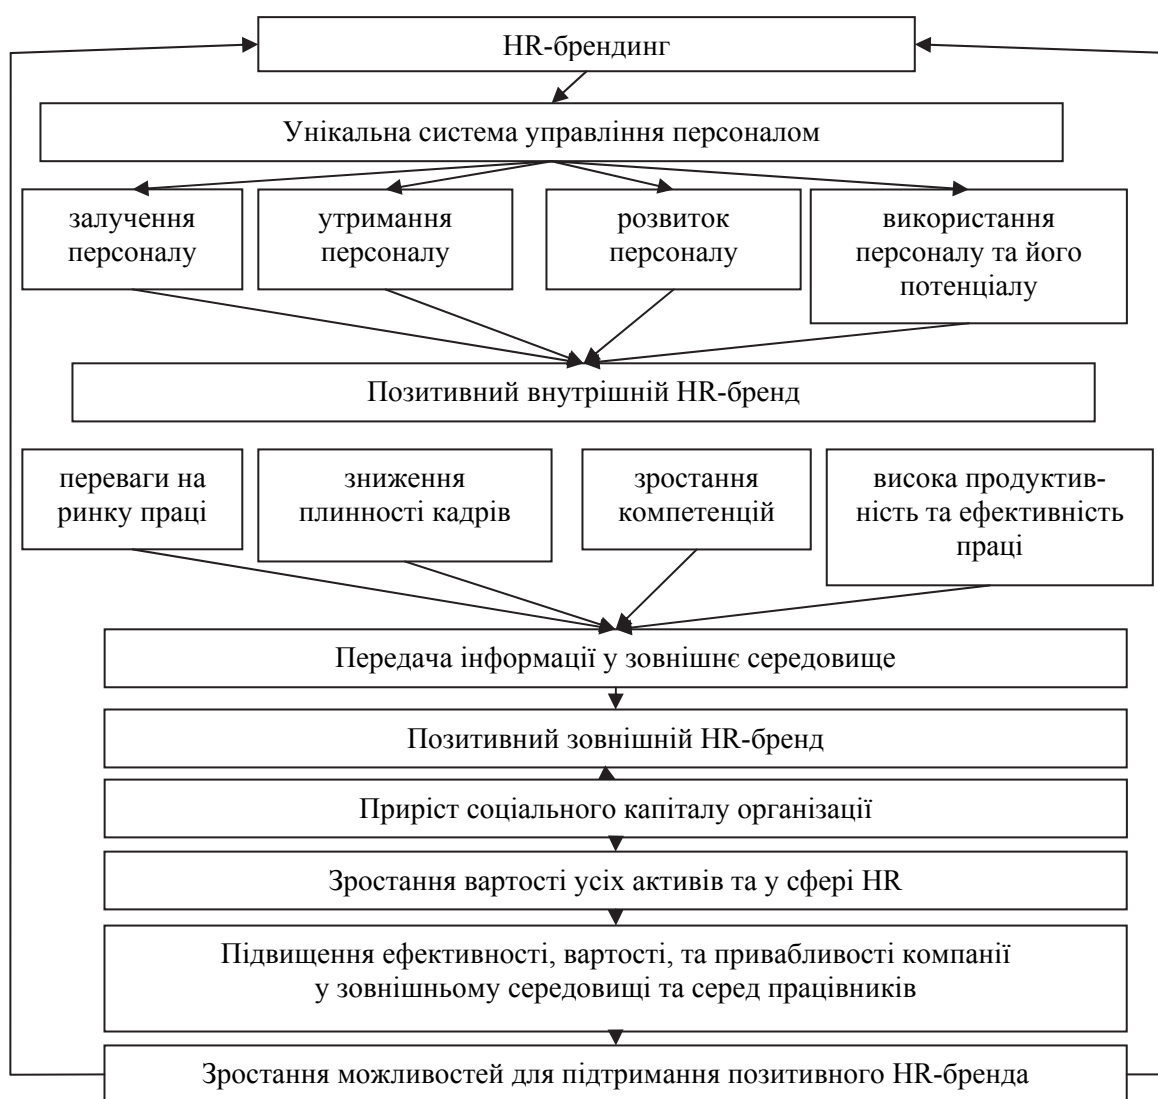 HR-брендинг
Унікальна система управління персоналом
залучення
персоналу
утримання
персоналу
розвиток
персоналу
використання
персоналу та його
потенціалу
Позитивний внутрішній HR-бренд
переваги на
ринку праці
зниження
плинності кадрів
зростання
компетенцій
висока продуктив-
ність та ефективність
праці
Передача інформації у зовнішнє середовище
Позитивний зовнішній HR-бренд
Приріст соціального капіталу організації
Зростання вартості усіх активів та у сфері HR
Підвищення ефективності, вартості, та привабливості компанії
у зовнішньому середовищі та серед працівників
Зростання можливостей для підтримання позитивного HR-бренда